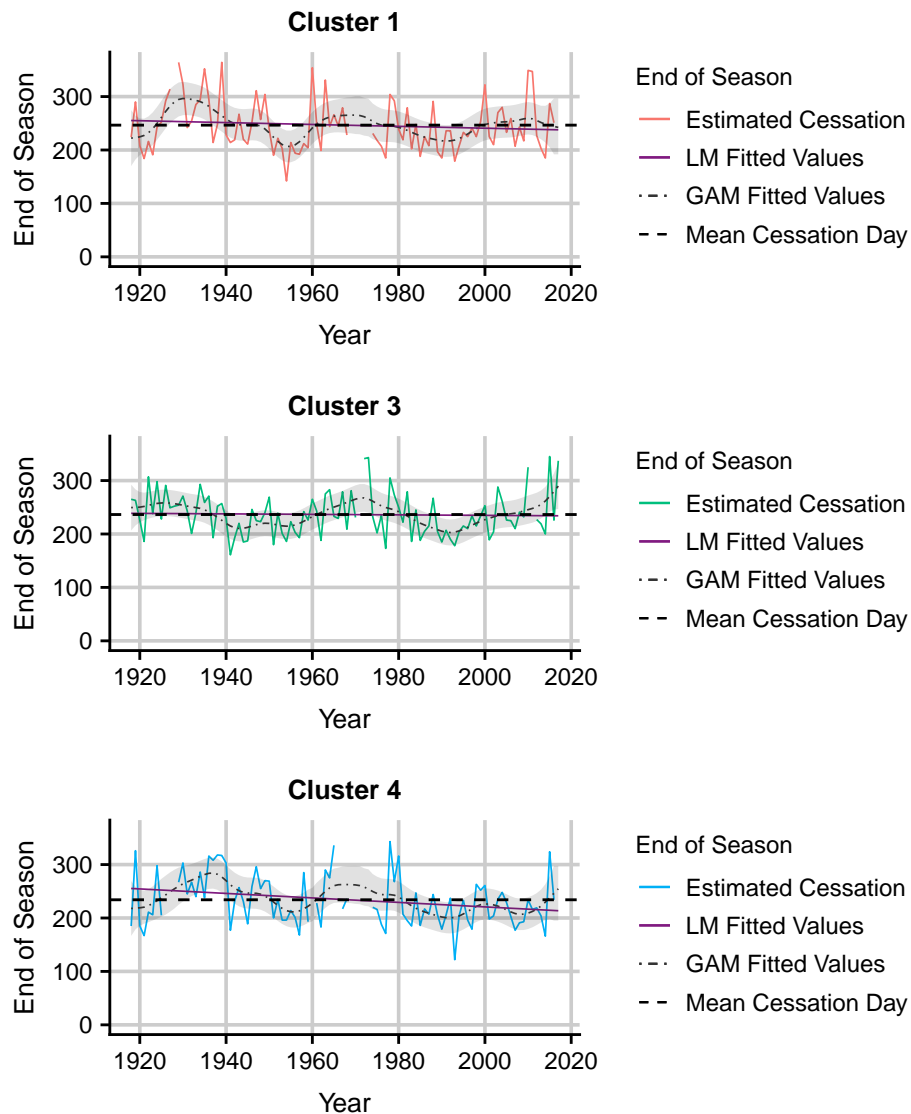 Cluster 1
End of Season
300
200
100
0
1920 1940 1960 1980 2000 2020
Year
End of Season
Estimated Cessation
LM Fitted Values
GAM Fitted Values
Mean Cessation Day
Cluster 3
End of Season
300
200
100
0
1920 1940 1960 1980 2000 2020
Year
End of Season
Estimated Cessation
LM Fitted Values
GAM Fitted Values
Mean Cessation Day
Cluster 4
End of Season
300
200
100
0
1920 1940 1960 1980 2000 2020
Year
End of Season
Estimated Cessation
LM Fitted Values
GAM Fitted Values
Mean Cessation Day